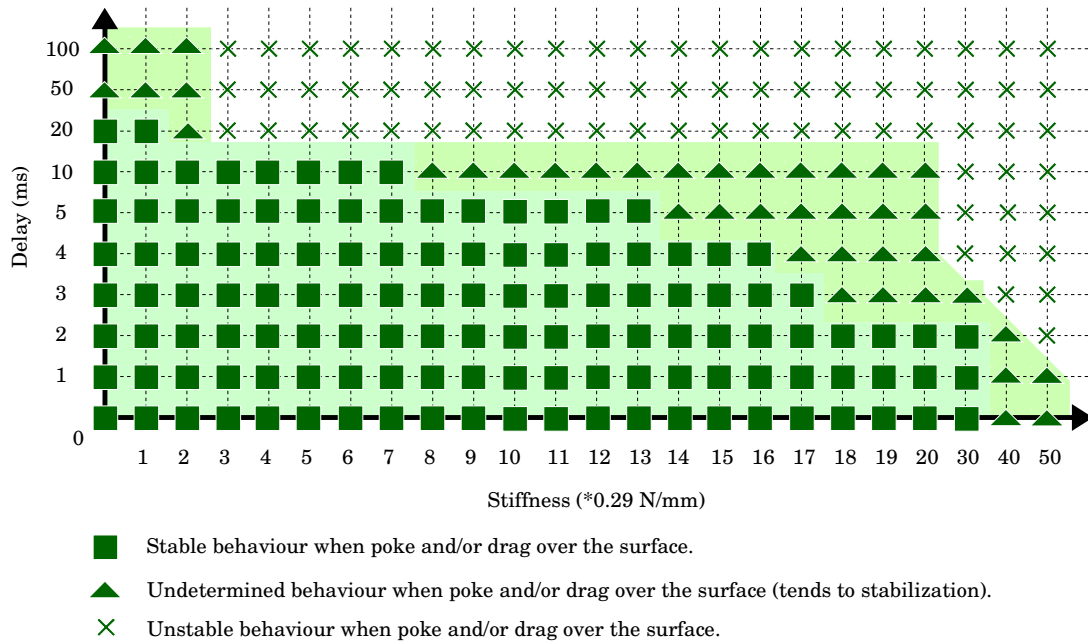 100
50
20
10
5
4
3
2
1
0
Delay (ms)
1 2 3 4 5 6 7 8 9 10 11 12 13 14 15 16 17 18 19 20 30 40 50
Stiffness (*0.29 N/mm)
Stable behaviour when poke and/or drag over the surface.
Undetermined behaviour when poke and/or drag over the surface (tends to stabilization).
Unstable behaviour when poke and/or drag over the surface.